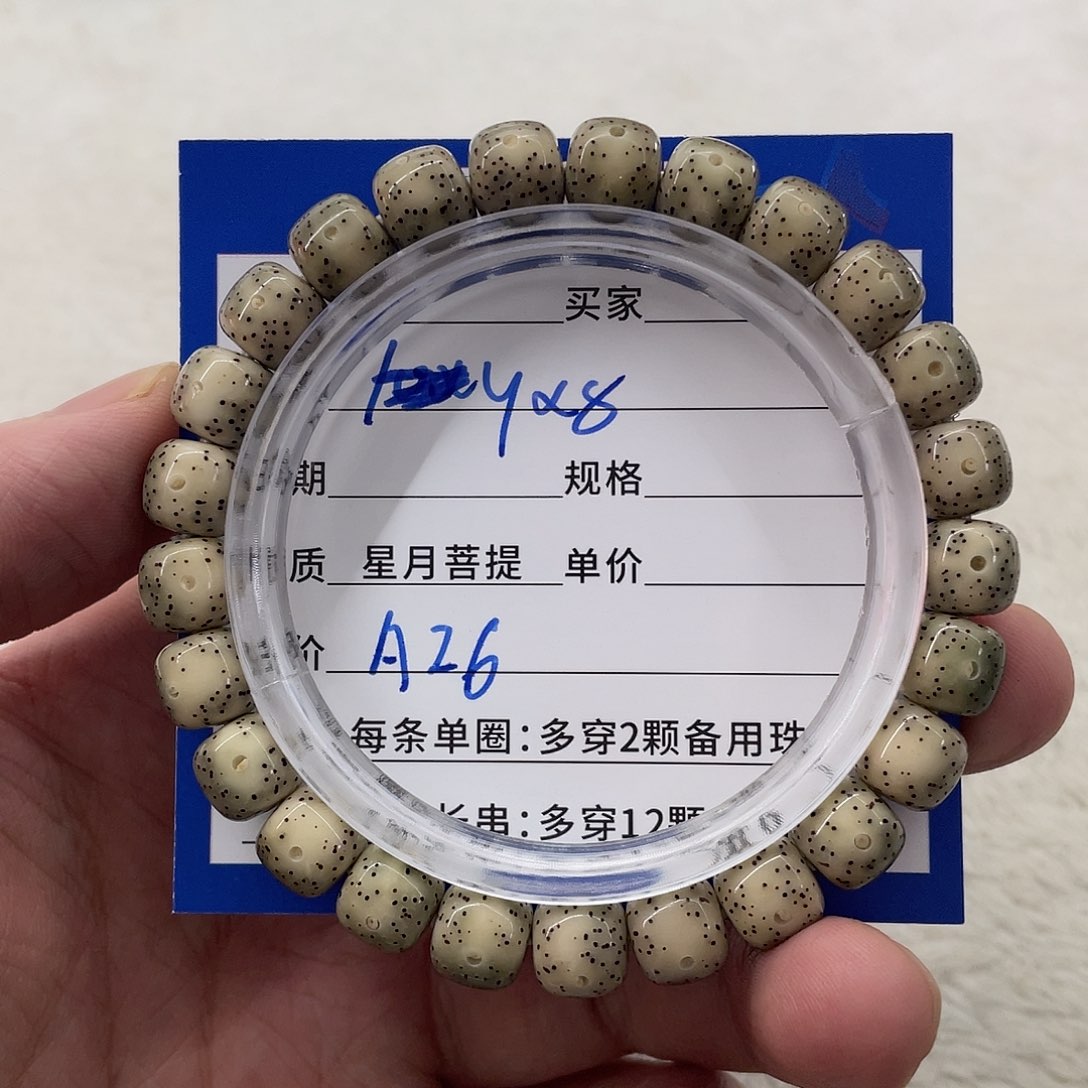 买家
yx8
期 规格
质 星月菩提 单价
价 A26
每条单圈：多穿2颗备用珠
长串：多穿12颗